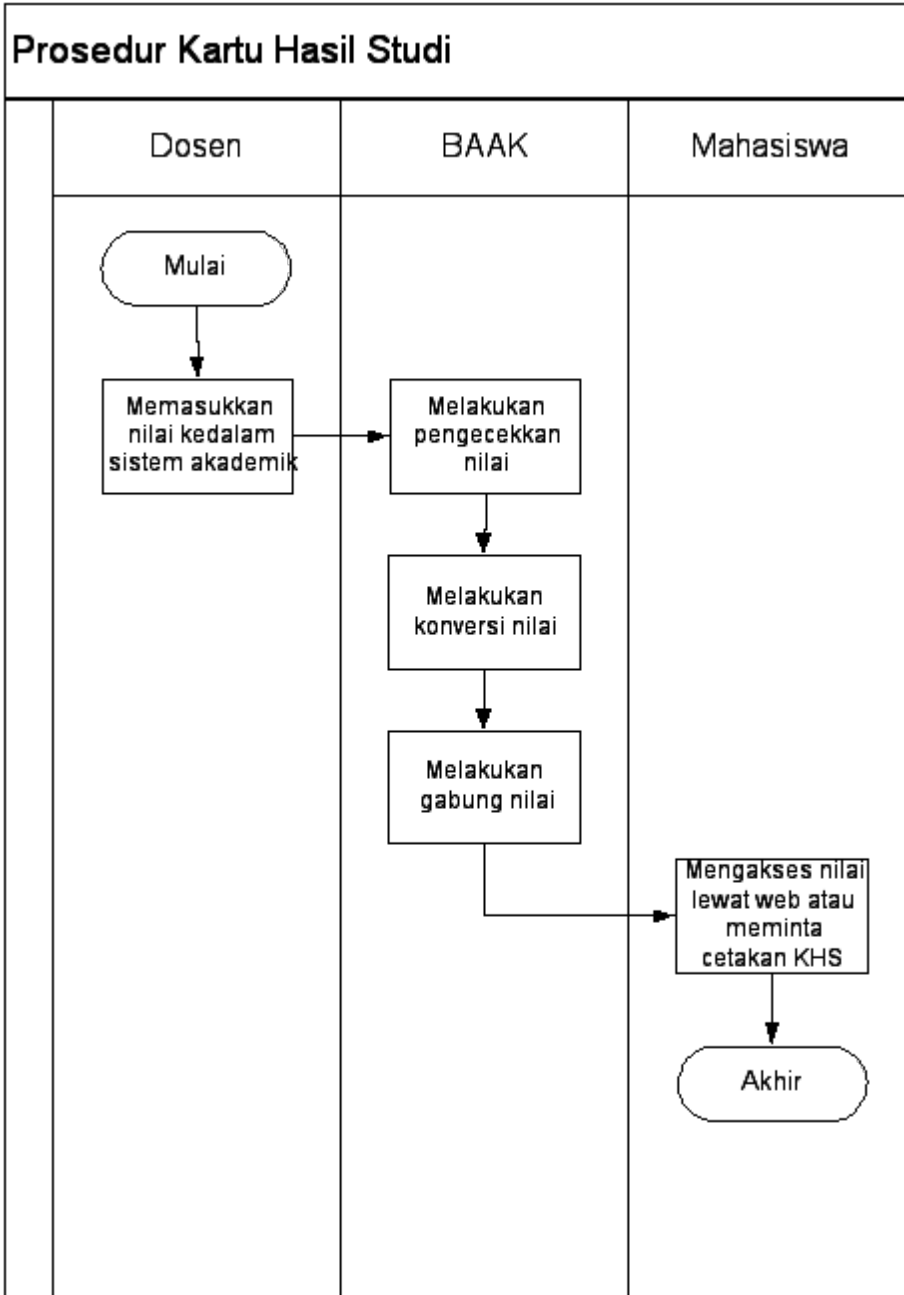 Prosedur Kartu Hasil Studi
Dosen
BAAK
Mahasiswa
Mulai
Memasukkan
nilai kedalam
sistem akademik
Melakukan
pengecekkan
nilai
Melakukan
konversi nilai
Melakukan
gabung nilai
Mengakses nilai
lewat web atau
meminta
cetakan KHS
Akhir